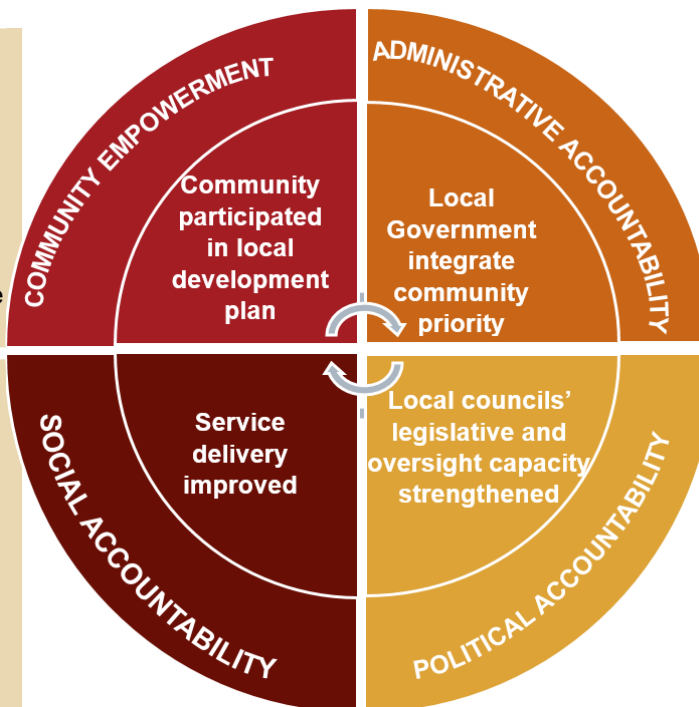 COMMUNITY EMPOWERMENT
Community
participated
in local
development
plan
ADMINISTRATIVE ACCOUNTABILITY
Local
Government
integrate
community
priority
SOCIAL ACCOUNTABILITY
Service
delivery
improved
POLITICAL ACCOUNTABILITY
Local councils’
legislative and
oversight capacity
strengthened